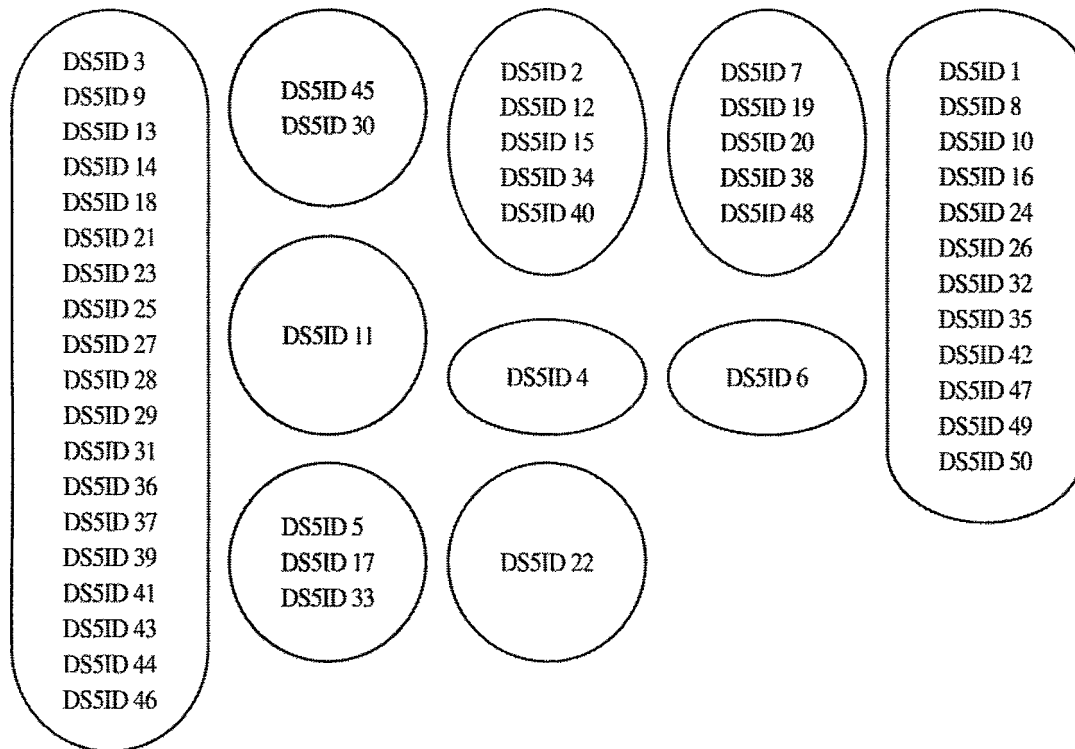 DS5ID 3
DS5ID 9
DS5ID 13
DS5ID 14
DS5ID 18
DS5ID 21
DS5ID 23
DS5ID 25
DS5ID 27
DS5ID 28
DS5ID 29
DS5ID 31
DS5ID 36
DS5ID 37
DS5ID 39
DS5ID 41
DS5ID 43
DS5ID 44
DS5ID 46
DS5ID 45
DS5ID 30
DS5ID 11
DS5ID 5
DS5ID 17
DS5ID 33
DS5ID 2
DS5ID 12
DS5ID 15
DS5ID 34
DS5ID 40
DS5ID 4
DS5ID 22
DS5ID 7
DS5ID 19
DS5ID 20
DS5ID 38
DS5ID 48
DS5ID 6
DS5ID 1
DS5ID 8
DS5ID 10
DS5ID 16
DS5ID 24
DS5ID 26
DS5ID 32
DS5ID 35
DS5ID 42
DS5ID 47
DS5ID 49
DS5ID 50